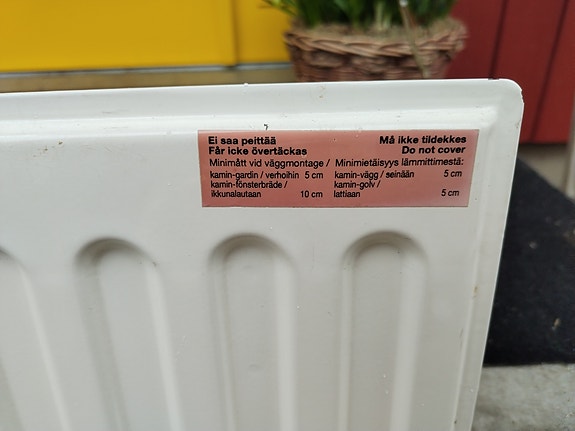 Ei saa peittää Må ikke tildekkes
Får icke övertäckas Do not cover
Minimått vid väggmontage / Minimietäisyys lämmittimestä:
kamin-gardin / verhoihin 5 cm kamin-vägg / seinään 5 cm
kamin-fönsterbräde / kamin-golv /
ikkunalautaan 10 cm lattiaan 5 cm